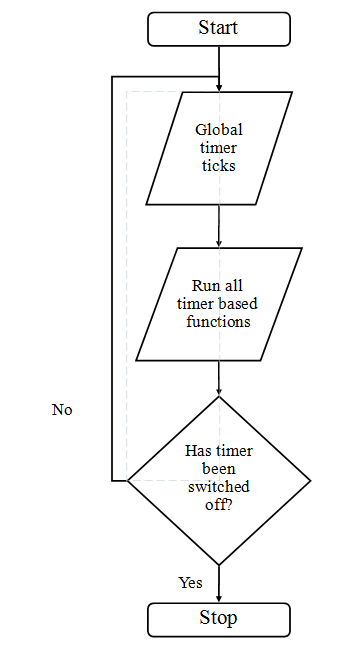 Start
Global
timer
ticks
Run all
timer based
functions
No
Has timer
been
switched
off?
Yes
Stop